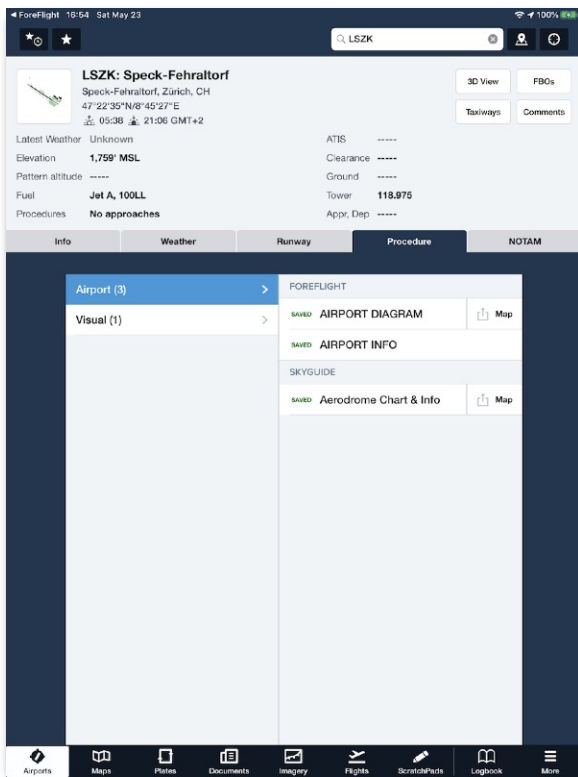 ForeFlight 16:54 Sat May 23 100%
LSZK
LSZK: Speck-Fehraltorf
Speck-Fehraltorf, Zürich, CH
47°22'35"N/8°45'27"E
05:38 21:06 GMT+2
3D View FBOs
Taxiways Comments
Latest Weather Unknown ATIS -----
Elevation 1,759' MSL Clearance -----
Pattern altitude ----- Ground -----
Fuel Jet A, 100LL Tower 118.975
Procedures No approaches Appr, Dep -----
Info Weather Runway Procedure NOTAM
Airport (3)
Visual (1)
FOREFLIGHT
SAVED AIRPORT DIAGRAM Map
SAVED AIRPORT INFO
SKYGUIDE
SAVED Aerodrome Chart & Info Map
Airports Maps Plates Documents Imagery Flights ScratchPads Logbook More